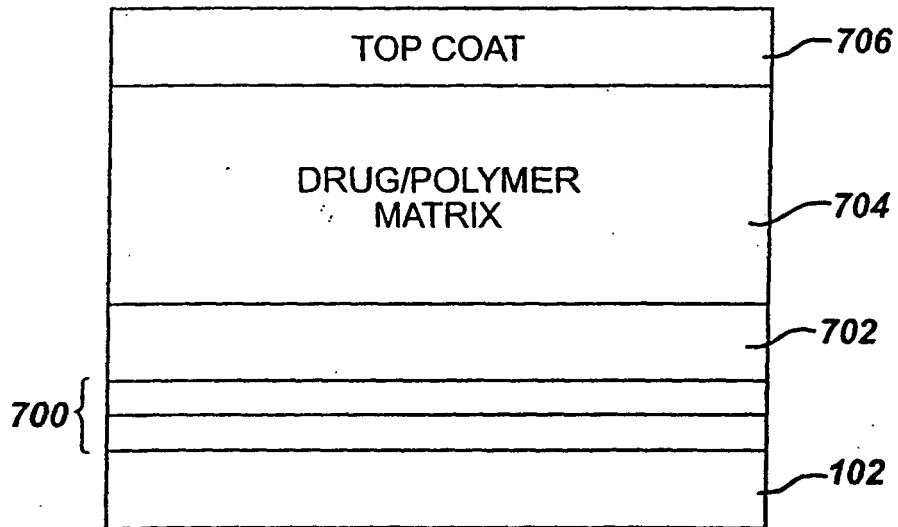 TOP COAT
706
DRUG/POLYMER
MATRIX
704
702
700
102